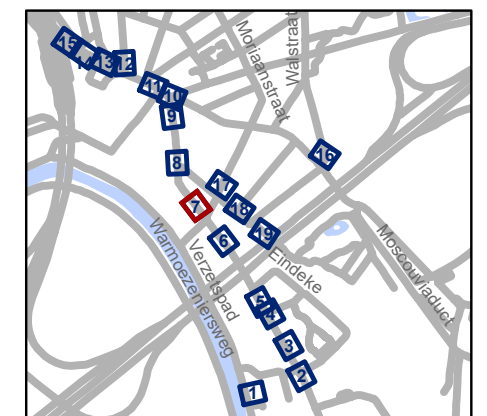 Moriaanstraat
Walstraat
13
12
11
10
9
8
16
17
18
7
19
6
Eindeke
Moscouviaduct
Warmoezeniersweg
Verzetspad
5
4
3
2
1